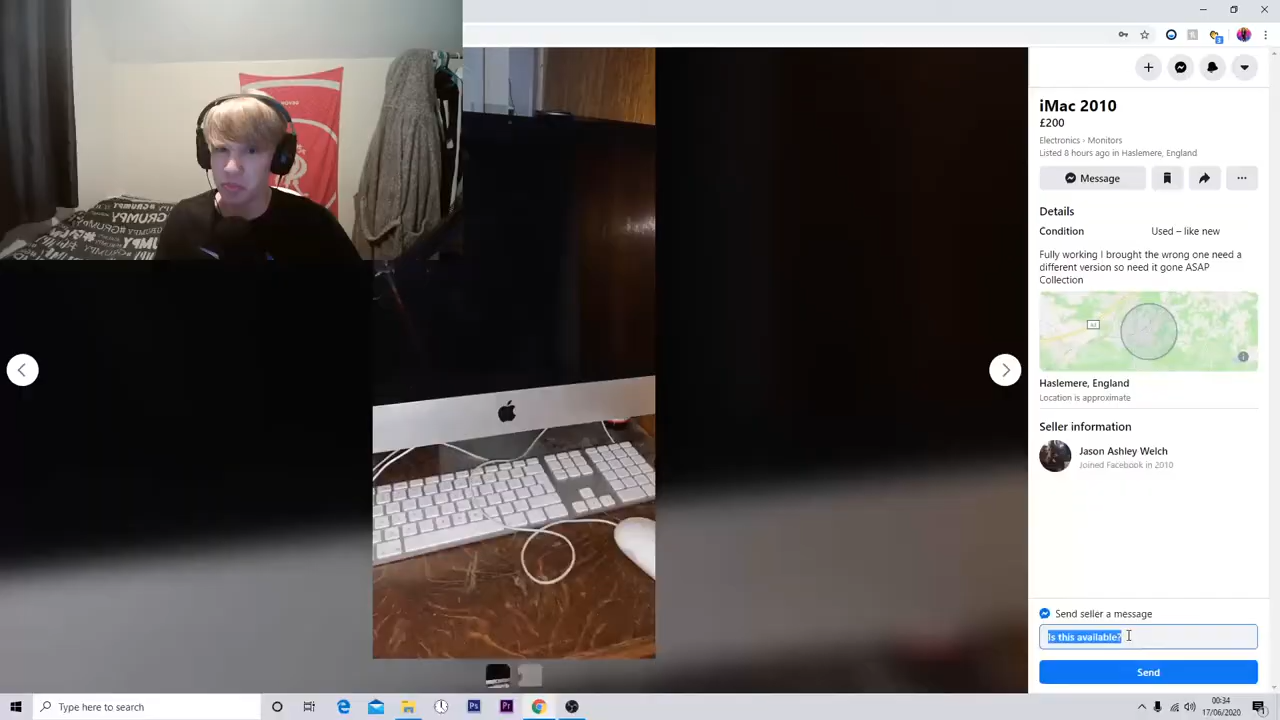 iMac 2010
£200
Electronics › Monitors
Listed 8 hours ago in Haslemere, England
Message
Details
Condition Used – like new
Fully working I brought the wrong one need a
different version so need it gone ASAP
Collection
Haslemere, England
Location is approximate
Seller information
Jason Ashley Welch
Joined Facebook in 2010
Send seller a message
Is this available?
Send
Type here to search
00:34
17/06/2020